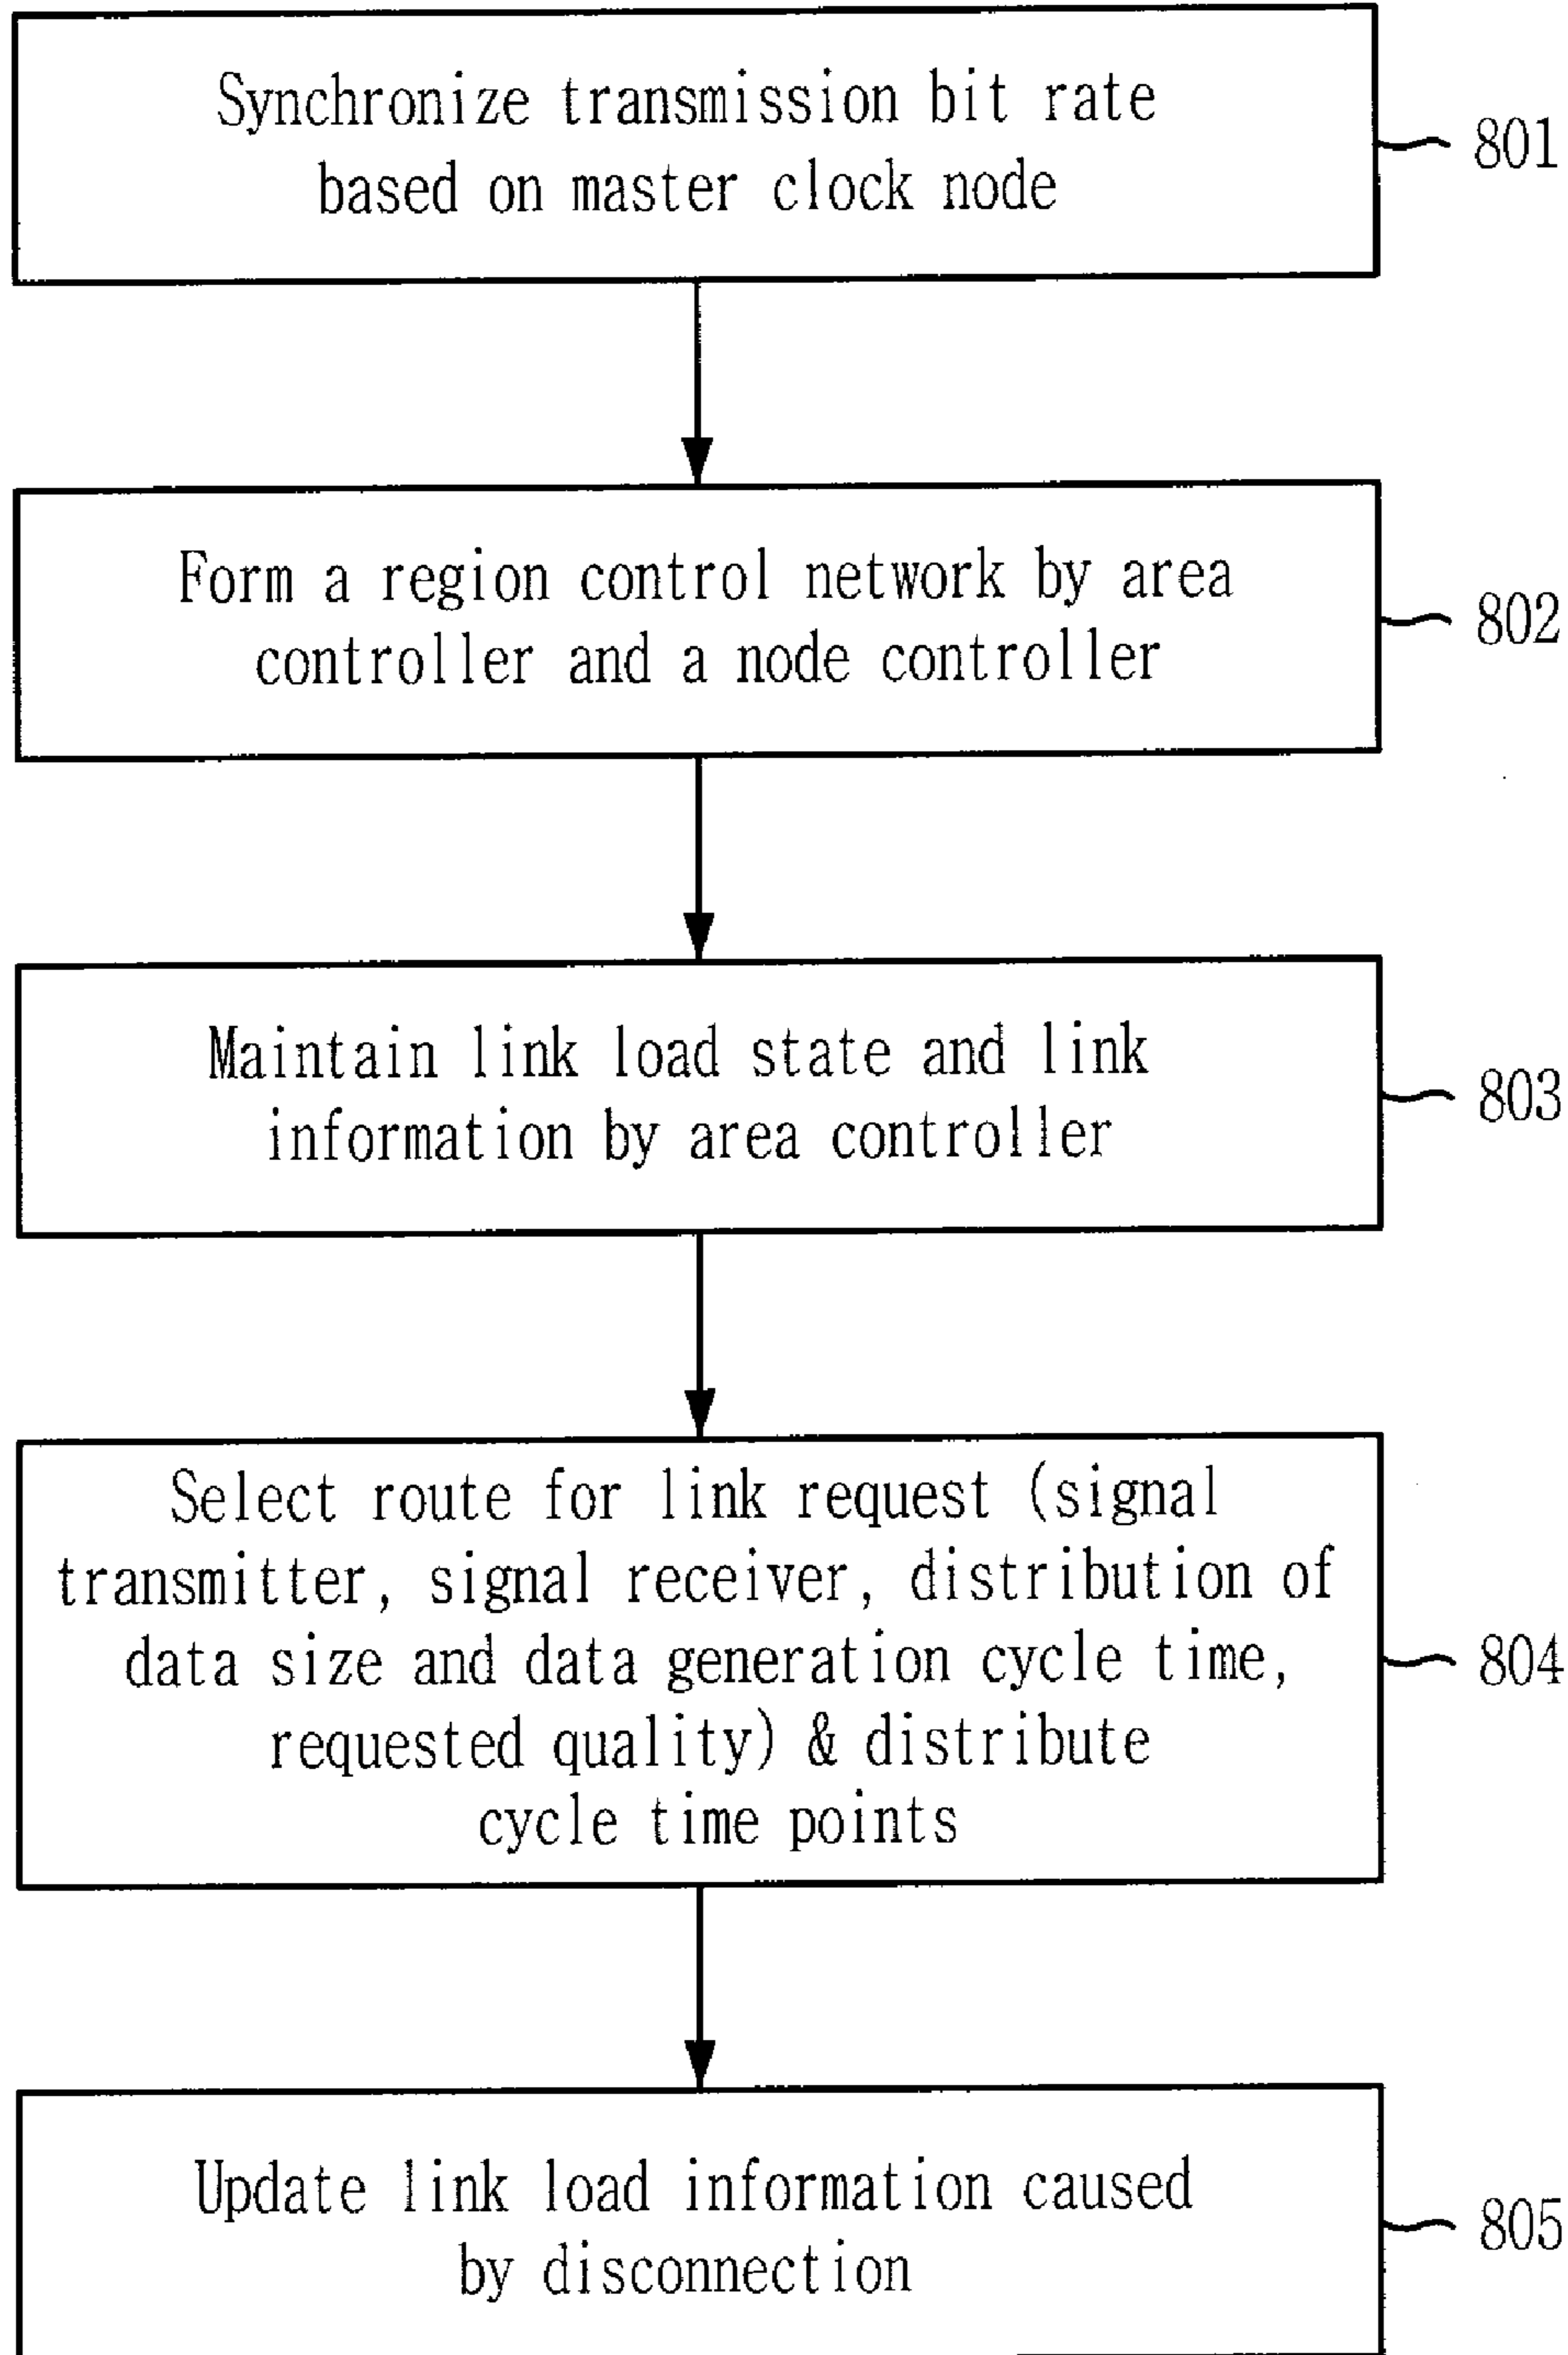 Synchronize transmission bit rate
based on master clock node
801
Form a region control network by area
controller and a node controller
802
Maintain link load state and link
information by area controller
803
Select route for link request (signal
transmitter, signal receiver, distribution of
data size and data generation cycle time,
requested quality) & distribute
cycle time points
804
Update link load information caused
by disconnection
805